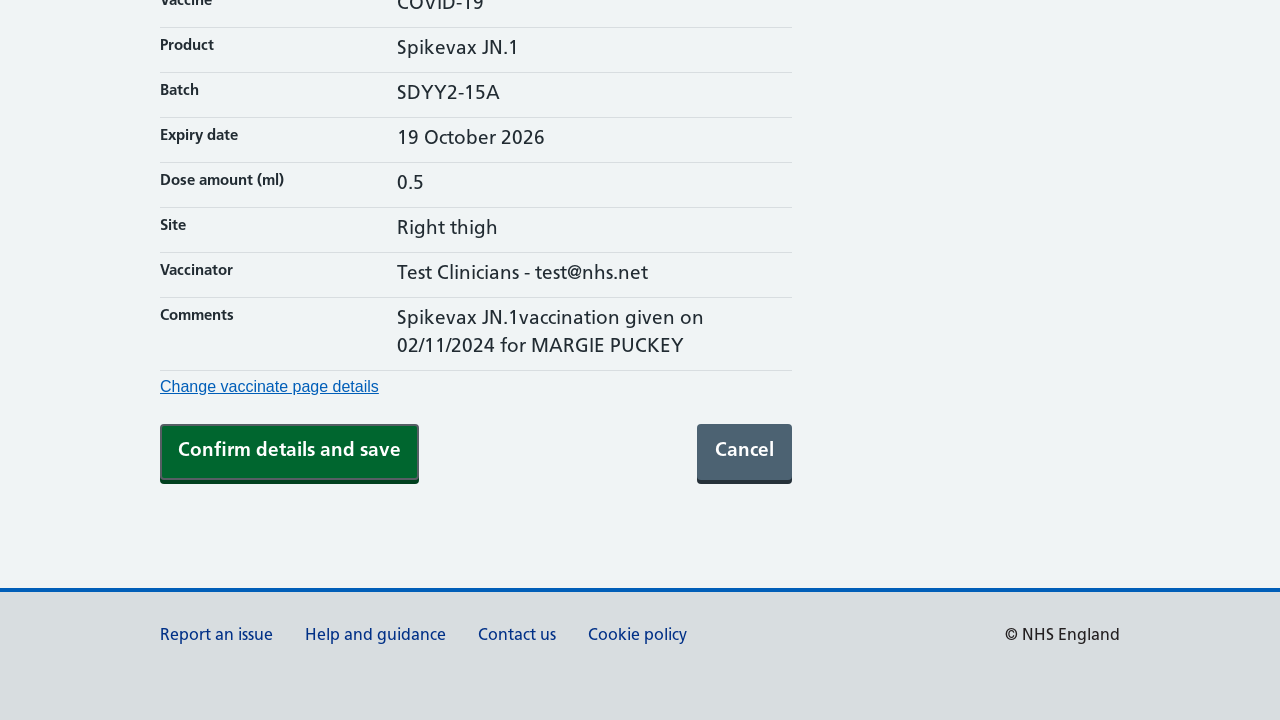 Vaccine COVID-19
Product Spikevax JN.1
Batch SDYY2-15A
Expiry date 19 October 2026
Dose amount (ml) 0.5
Site Right thigh
Vaccinator Test Clinicians - test@nhs.net
Comments Spikevax JN.1vaccination given on
02/11/2024 for MARGIE PUCKEY
Change vaccinate page details
Confirm details and save Cancel
Report an issue Help and guidance Contact us Cookie policy © NHS England